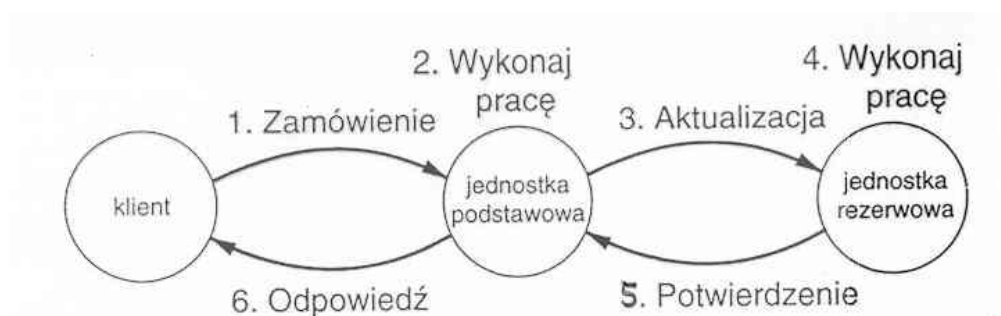 1. Zamówienie
2. Wykonaj
pracę
3. Aktualizacja
4. Wykonaj
pracę
klient
jednostka
podstawowa
jednostka
rezerwowa
6. Odpowiedź
5. Potwierdzenie